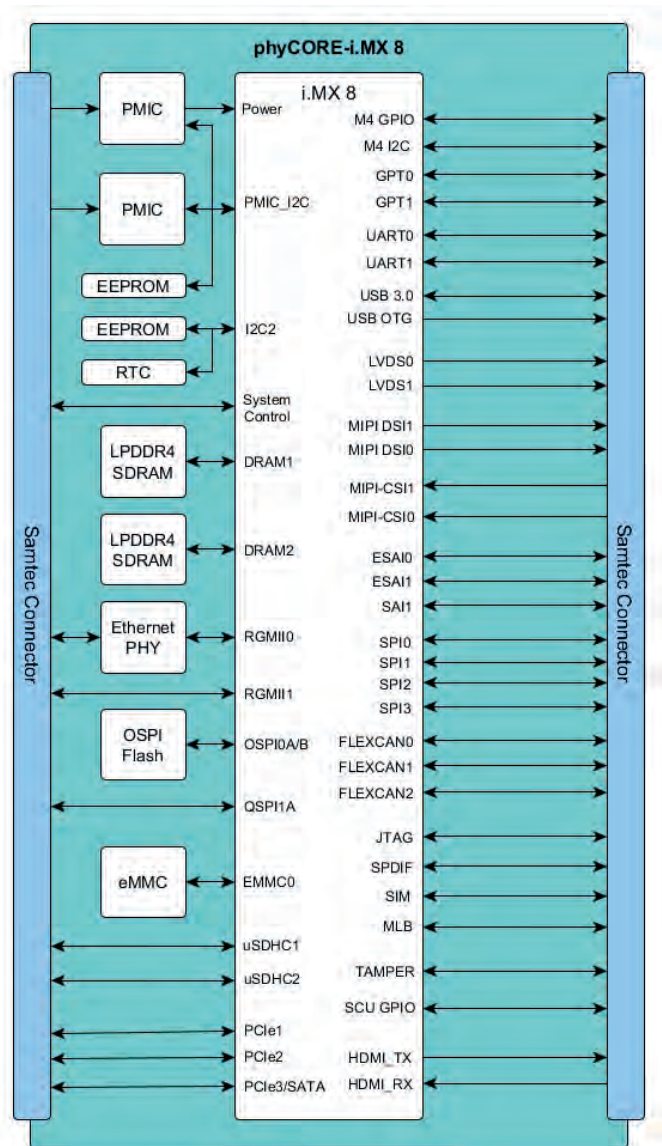 phyCORE-i.MX 8
i.MX 8
Samtec Connector
PMIC
Power
PMIC
PMIC_I2C
EEPROM
EEPROM
I2C2
RTC
System
Control
LPDDR4
SDRAM
DRAM1
LPDDR4
SDRAM
DRAM2
Ethernet
PHY
RGMII0
RGMII1
OSPI
Flash
OSPI0A/B
QSPI1A
eMMC
EMMC0
uSDHC1
uSDHC2
PCIe1
PCIe2
PCIe3/SATA
M4 GPIO
M4 I2C
GPT0
GPT1
UART0
UART1
USB 3.0
USB OTG
LVDS0
LVDS1
MIPI DSI1
MIPI DSI0
MIPI-CSI1
MIPI-CSI0
ESAI0
ESAI1
SAI1
SPI0
SPI1
SPI2
SPI3
FLEXCAN0
FLEXCAN1
FLEXCAN2
JTAG
SPDIF
SIM
MLB
TAMPER
SCU GPIO
HDMI_TX
HDMI_RX
Samtec Connector